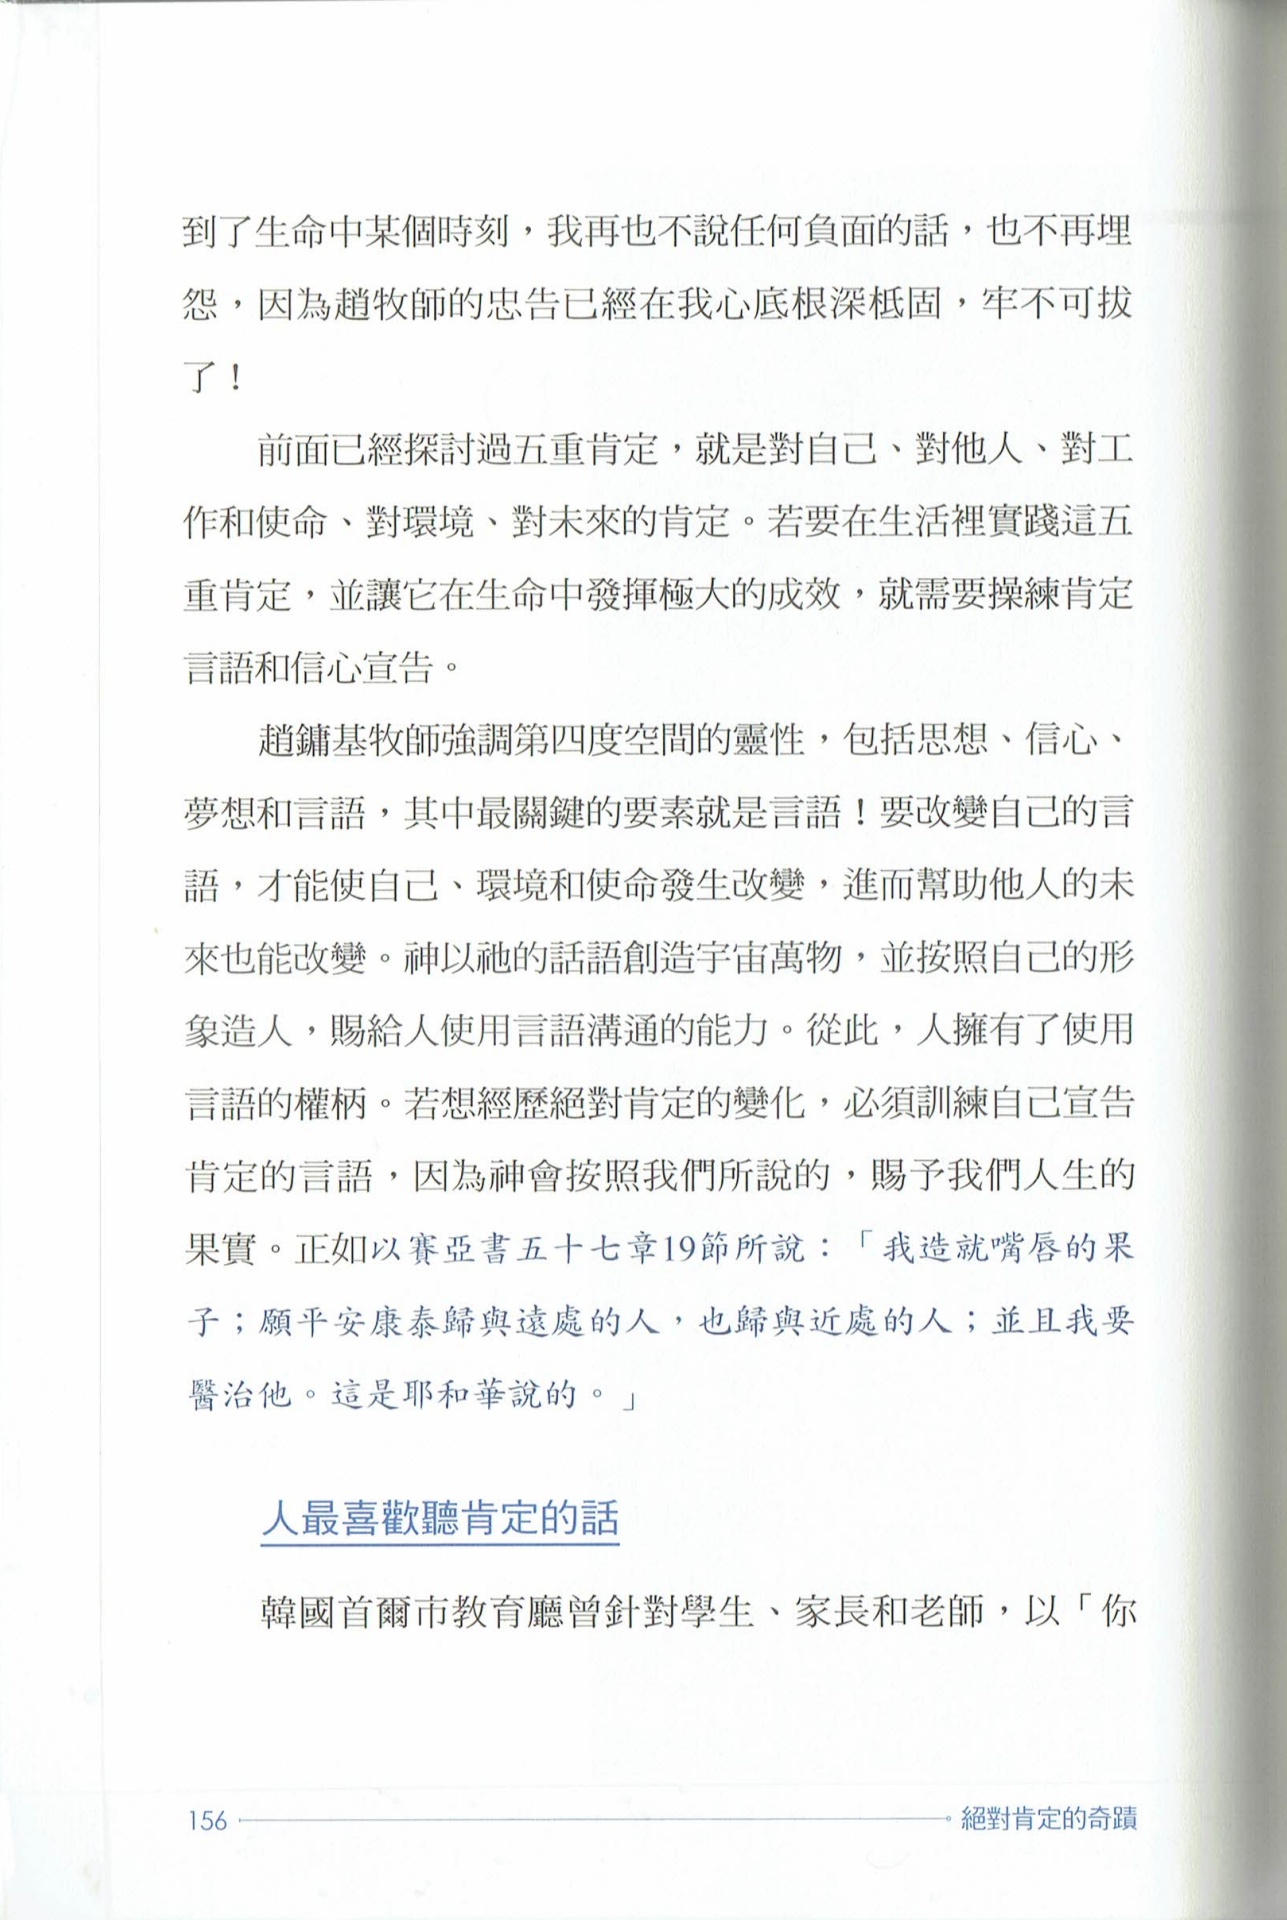 到了生命中某個時刻，我再也不說任何負面的話，也不再埋
怨，因為趙牧師的忠告已經在我心底根深柢固，牢不可拔
了！
前面已經探討過五重肯定，就是對自己、對他人、對工
作和使命、對環境、對未來的肯定。若要在生活裡實踐這五
重肯定，並讓它在生命中發揮極大的成效，就需要操練肯定
言語和信心宣告。
趙鏞基牧師強調第四度空間的靈性，包括思想、信心、
夢想和言語，其中最關鍵的要素就是言語！要改變自己的言
語，才能使自己、環境和使命發生改變，進而幫助他人的未
來也能改變。神以祂的話語創造宇宙萬物，並按照自己的形
象造人，賜給人使用言語溝通的能力。從此，人擁有了使用
言語的權柄。若想經歷絕對肯定的變化，必須訓練自己宣告
肯定的言語，因為神會按照我們所說的，賜予我們人生的
果實。正如以賽亞書五十七章19節所說：「我造就嘴唇的果
子；願平安康泰歸與遠處的人，也歸與近處的人；並且我要
醫治他。這是耶和華說的。」
人最喜歡聽肯定的話
韓國首爾市教育廳曾針對學生、家長和老師，以「你
156 絕對肯定的奇蹟